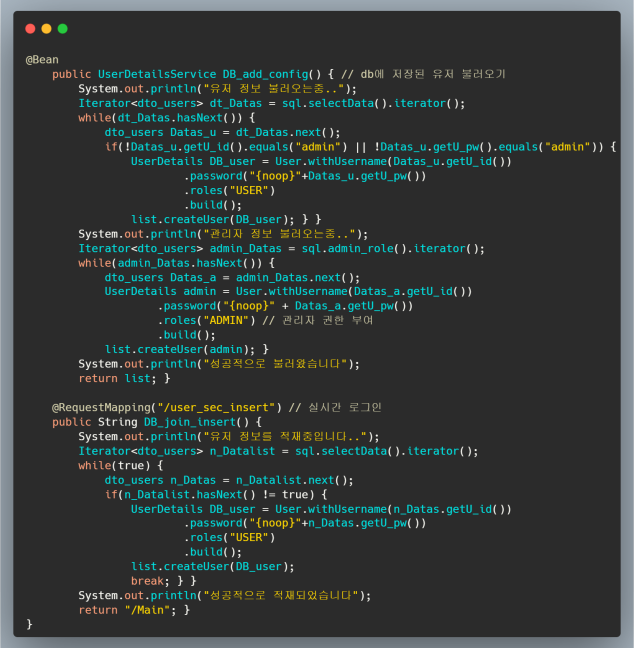 @Bean
    public UserDetailsService DB_add_config() { // db에 저장된 유저 불러오기
        System.out.println("유저 정보 불러오는중..");
        Iterator<dto_users> dt_Datas = sql.selectData().iterator();
        while(dt_Datas.hasNext()) {
            dto_users Datas_u = dt_Datas.next();
            if(!Datas_u.getU_id().equals("admin") || !Datas_u.getU_pw().equals("admin")) {
                UserDetails DB_user = User.withUsername(Datas_u.getU_id())
                        .password("{noop}"+Datas_u.getU_pw())
                        .roles("USER")
                        .build();
                list.createUser(DB_user); } }
        System.out.println("관리자 정보 불러오는중..");
        Iterator<dto_users> admin_Datas = sql.admin_role().iterator();
        while(admin_Datas.hasNext()) {
            dto_users Datas_a = admin_Datas.next();
            UserDetails admin = User.withUsername(Datas_a.getU_id())
                    .password("{noop}" + Datas_a.getU_pw())
                    .roles("ADMIN") // 관리자 권한 부여
                    .build();
            list.createUser(admin); }
        System.out.println("성공적으로 불러왔습니다");
        return list; }

    @RequestMapping("/user_sec_insert") // 실시간 로그인
    public String DB_join_insert() {
        System.out.println("유저 정보를 적재중입니다..");
        Iterator<dto_users> n_Datalist = sql.selectData().iterator();
        while(true) {
            dto_users n_Datas = n_Datalist.next();
            if(n_Datalist.hasNext() != true) {
                UserDetails DB_user = User.withUsername(n_Datas.getU_id())
                        .password("{noop}"+n_Datas.getU_pw())
                        .roles("USER")
                        .build();
                list.createUser(DB_user);
                break; } }
        System.out.println("성공적으로 적재되었습니다");
        return "/Main"; }
}